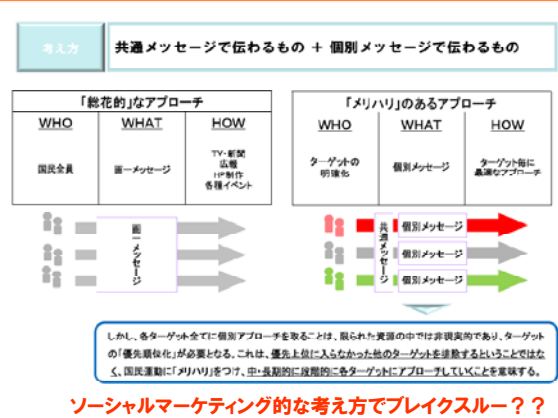 考え方
共通メッセージで伝わるもの + 個別メッセージで伝わるもの
「総花的」なアプローチ
WHO WHAT HOW
国民全員
画一メッセージ
TV・新聞
広報
HP制作
各種イベント
画一メッセージ
「メリハリ」のあるアプローチ
WHO WHAT HOW
ターゲットの
明確化
個別メッセージ
ターゲット毎に
最適なアプローチ
共通メッセージ
個別メッセージ
個別メッセージ
個別メッセージ
しかし、各ターゲット全てに個別アプローチを取ることは、限られた資源の中では非現実的であり、ターゲット
の「優先順位化」が必要となる。これは、優先上位に入らなかった他のターゲットを排除するということではな
く、国民運動に「メリハリ」をつけ、中・長期的に段階的に各ターゲットにアプローチしていくことを意味する。
ソーシャルマーケティング的な考え方でブレイクスルー？？